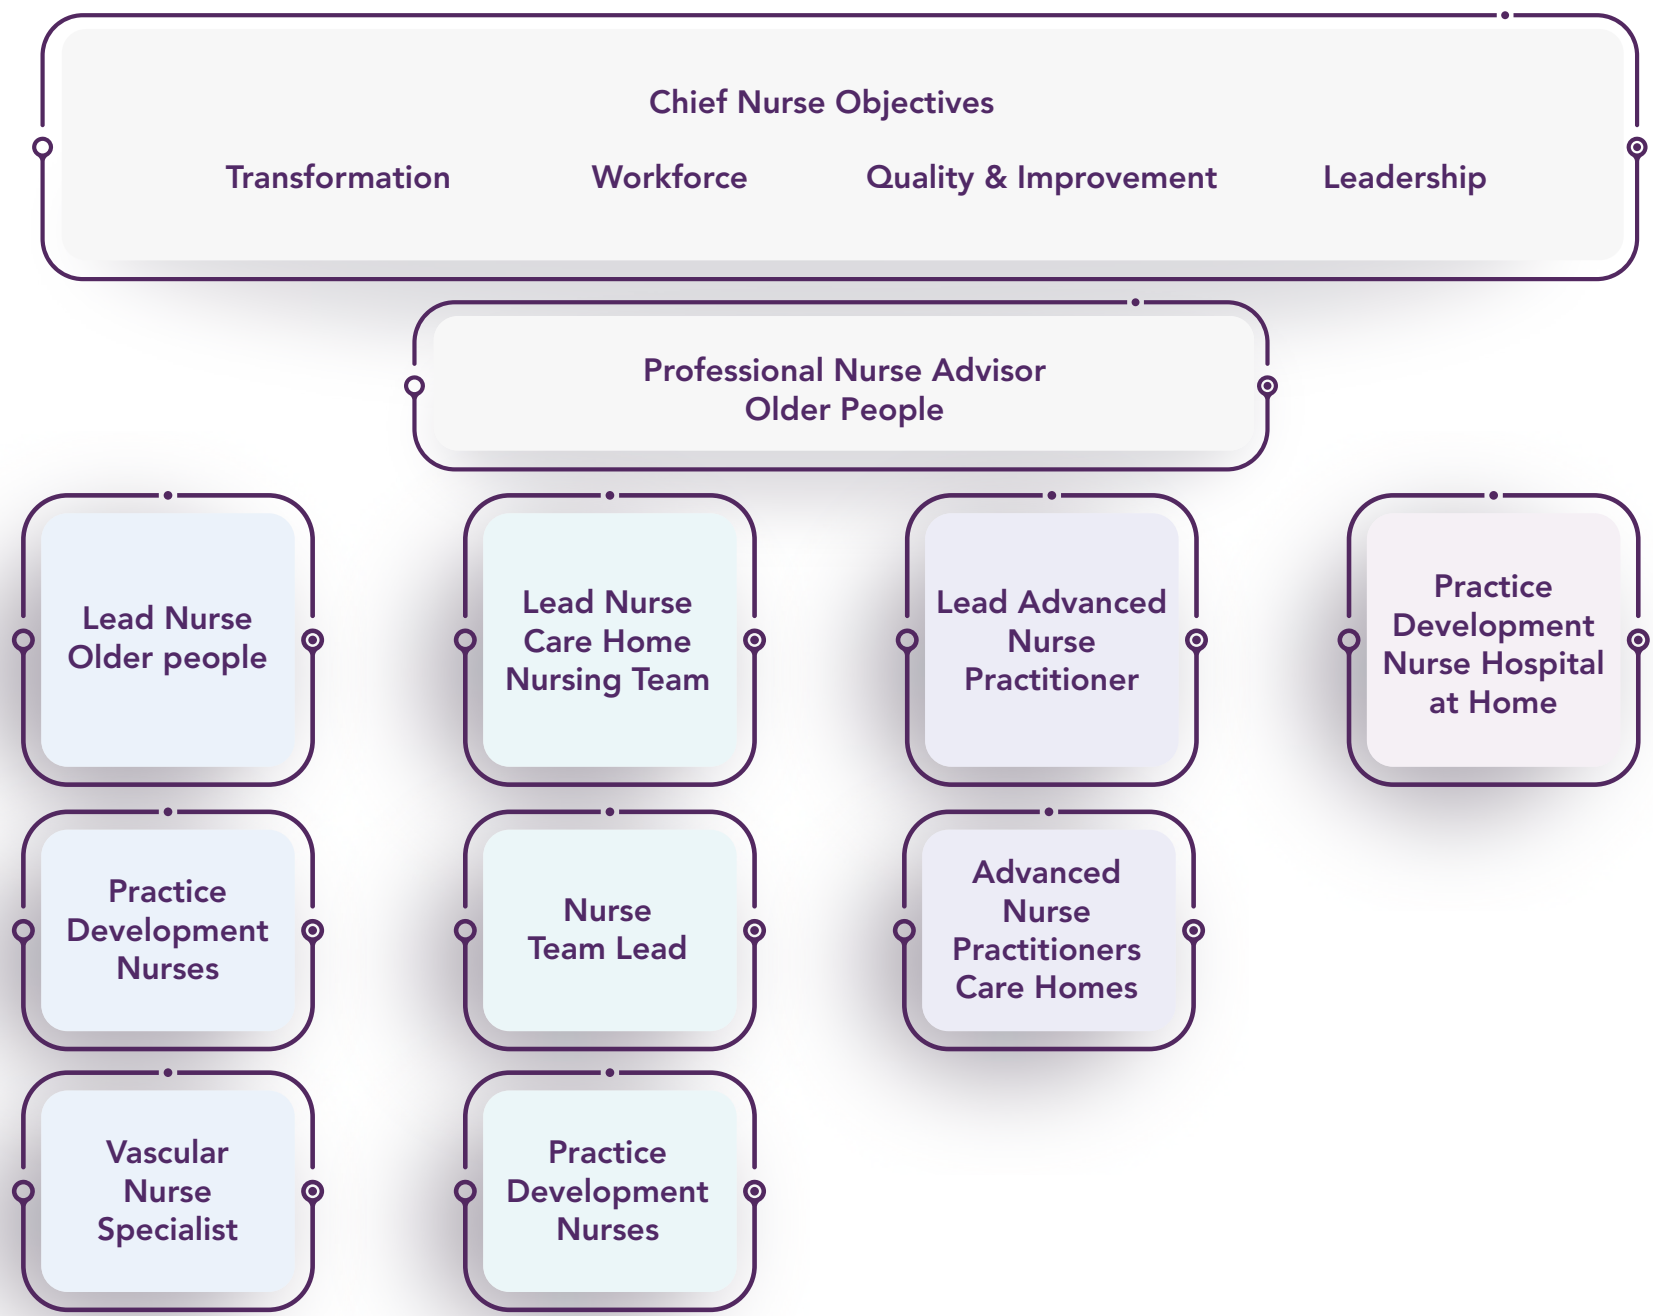 Chief Nurse Objectives
Transformation Workforce Quality & Improvement Leadership
Professional Nurse Advisor
Older People
Lead Nurse
Older people
Lead Nurse
Care Home
Nursing Team
Lead Advanced
Nurse
Practitioner
Practice
Development
Nurse Hospital
at Home
Practice
Development
Nurses
Nurse
Team Lead
Advanced
Nurse
Practitioners
Care Homes
Vascular
Nurse
Specialist
Practice
Development
Nurses